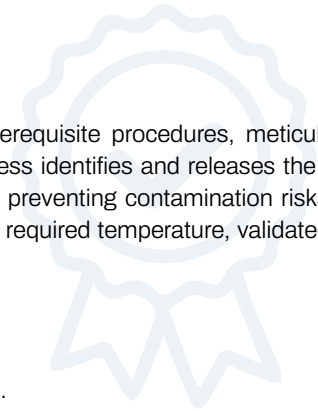 erequisite procedures, meticul
ess identifies and releases the
preventing contamination risk
required temperature, validate
.